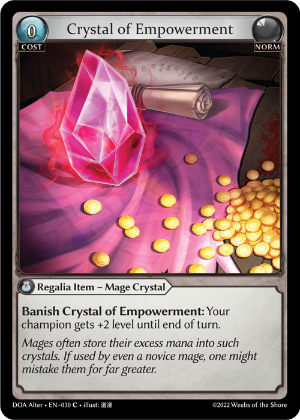 0
COST
Crystal of Empowerment
NORM
Regalia Item – Mage Crystal
Banish Crystal of Empowerment: Your
champion gets +2 level until end of turn.
Mages often store their excess mana into such
crystals. If used by even a novice mage, one might
mistake them for far greater.
DOA Alter • EN-030 C • illust: 湯湯
©2022 Weebs of the Shore